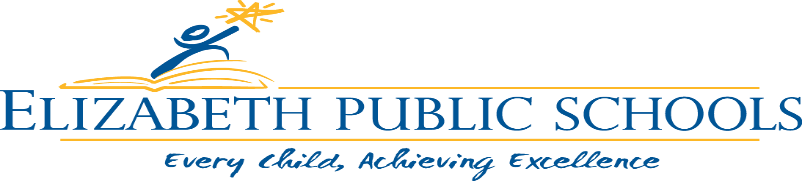 ELIZABETH PUBLIC SCHOOLS
Every Child, Achieving Excellence